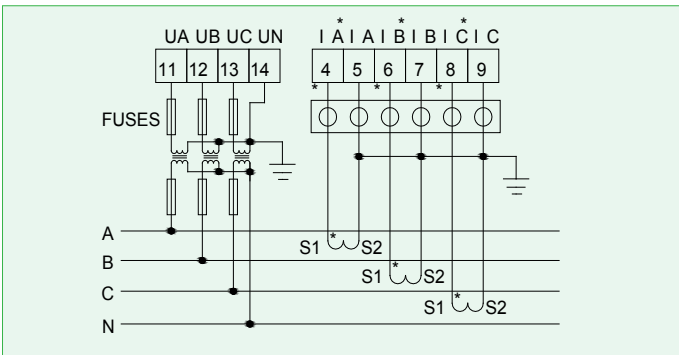 UA UB UC UN
* * *
I A I A I B I B I C I C
11 12 13 14
4 5 6 7 8 9
* * *
FUSES
A
* S1 S2
B
* S1 S2
C
* S1 S2
N